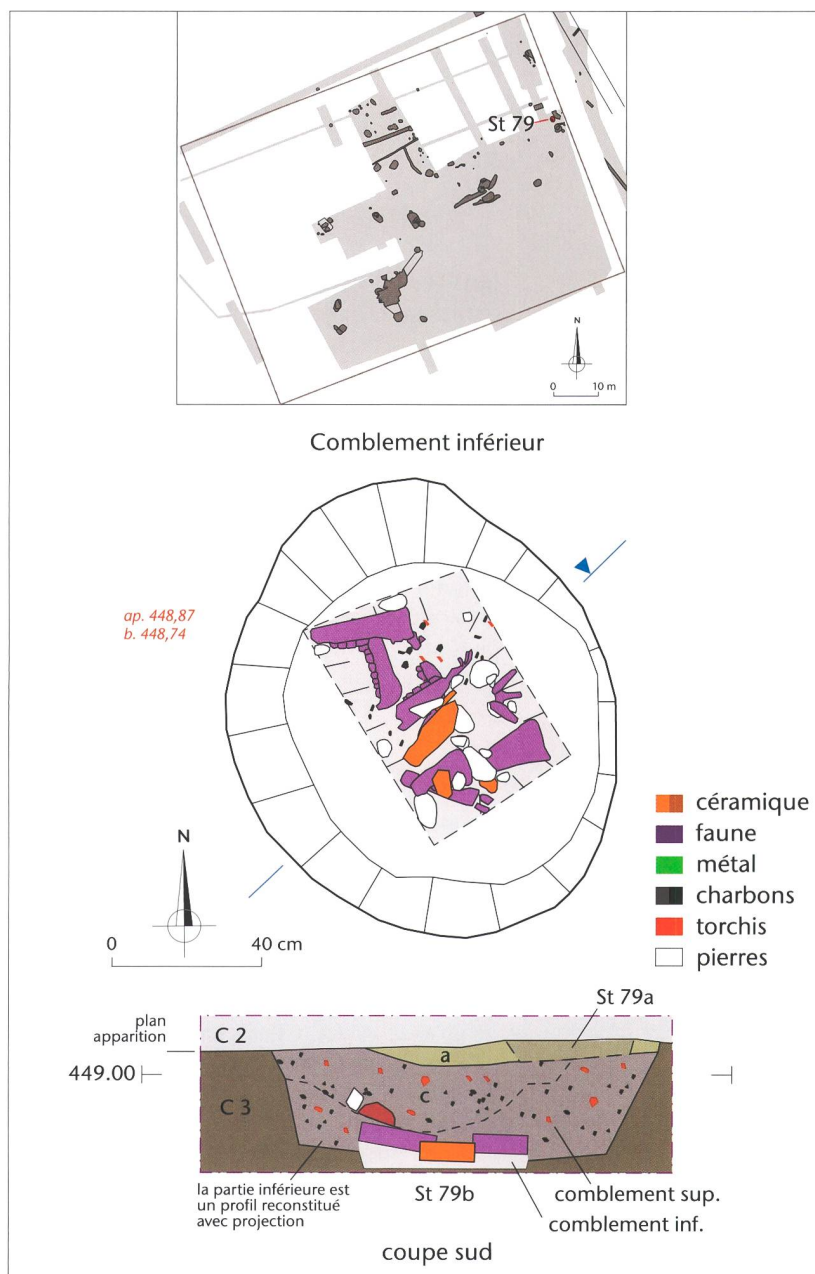 St 79
N
0 10 m
Comblement inférieur
ap. 448,87
b. 448,74
N
0 40 cm
céramique
faune
métal
charbons
torchis
pierres
St 79a
plan
apparition
C 2
a
449.00
c
C 3
la partie inférieure est
un profil reconstitué
avec projection
St 79b
comblement sup.
comblement inf.
coupe sud